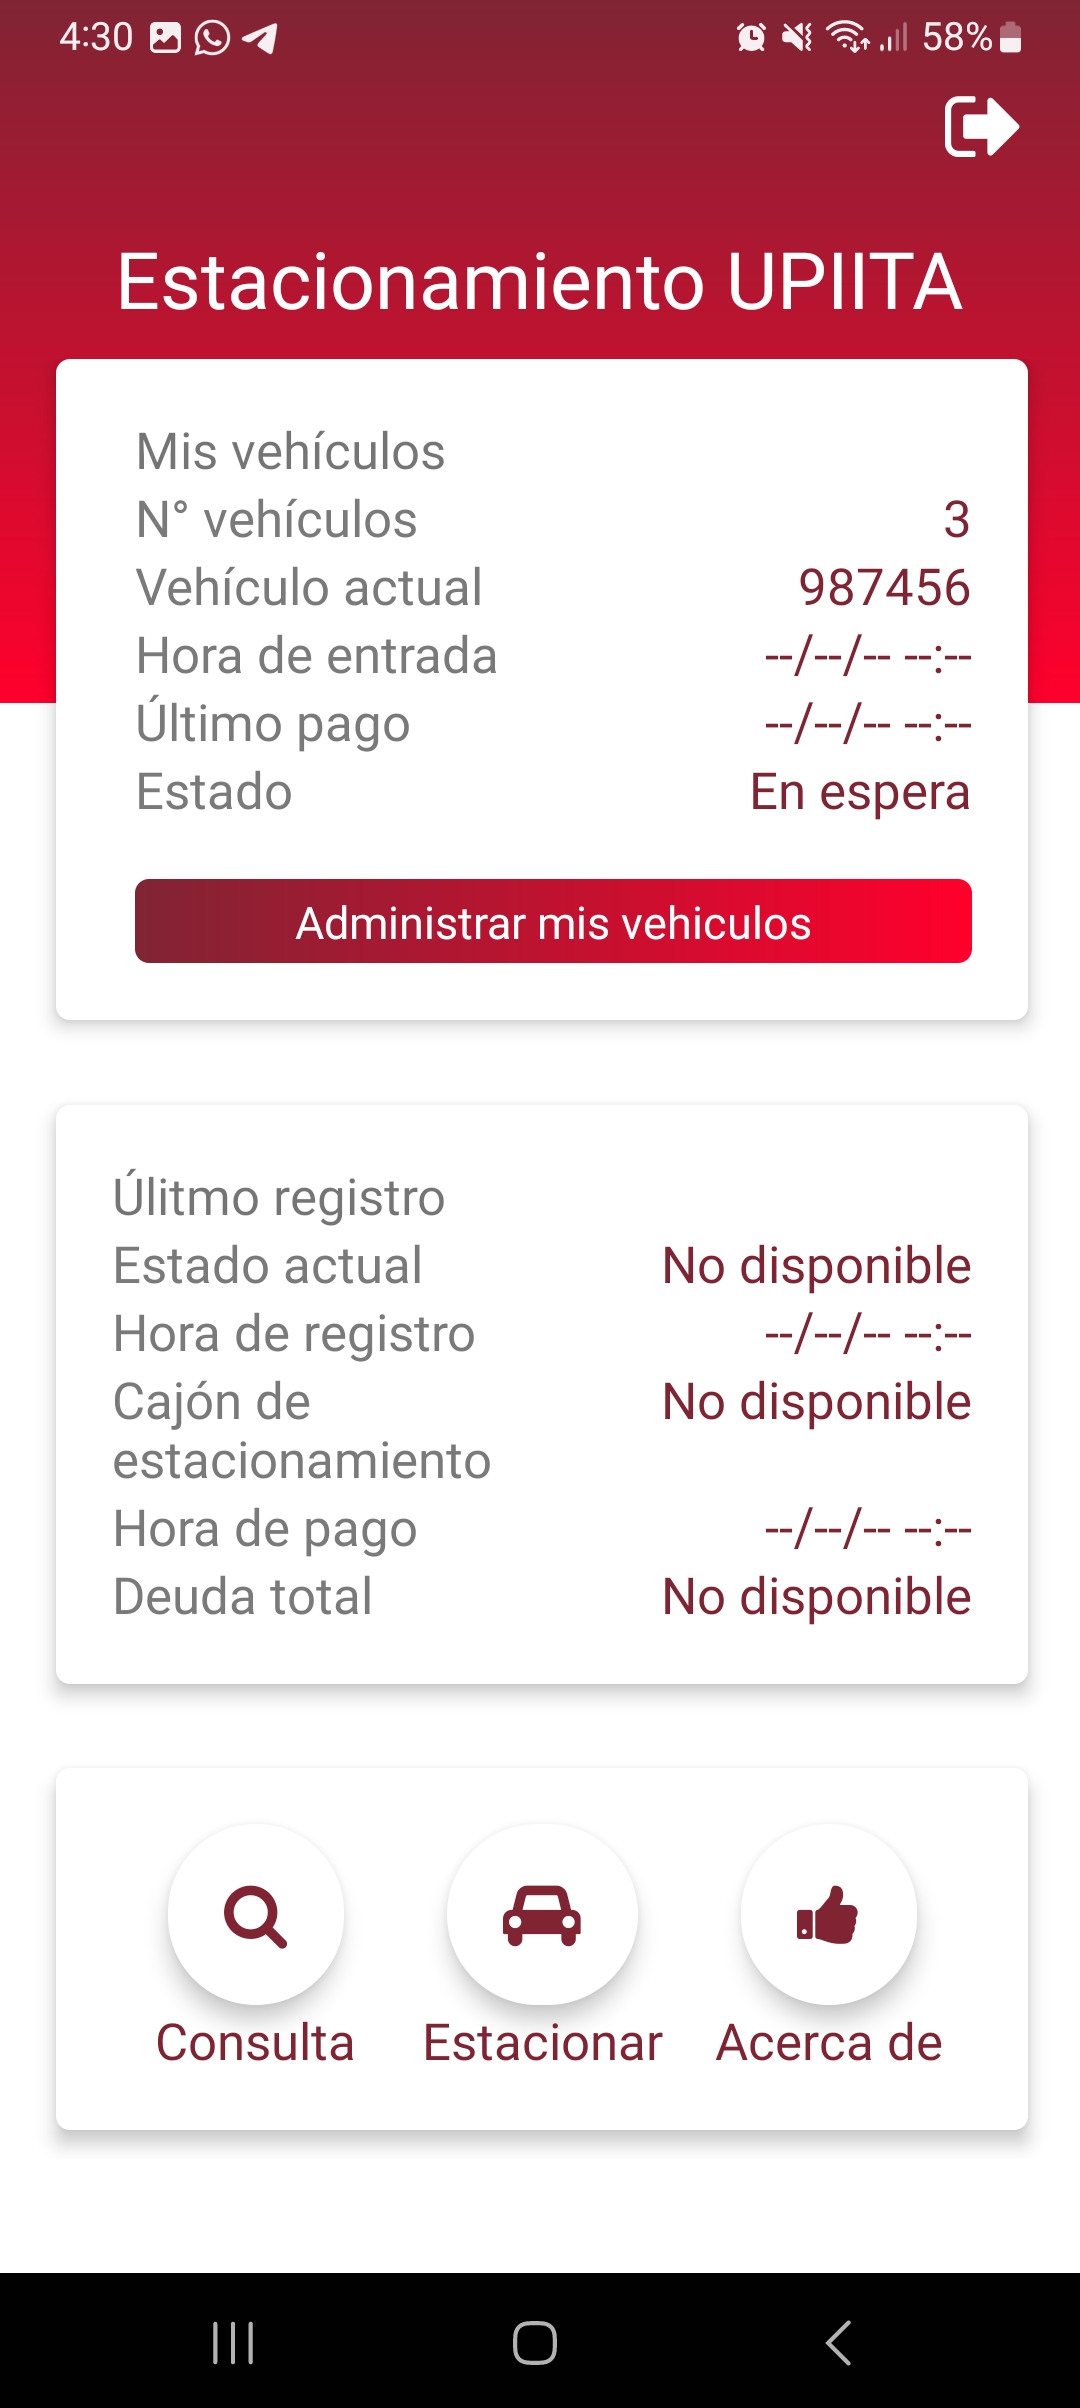 4:30 58%
Estacionamiento UPIITA
Mis vehículos
N° vehículos 3
Vehículo actual 987456
Hora de entrada --/--/-- --:--
Último pago --/--/-- --:--
Estado En espera
Administrar mis vehiculos
Úlitmo registro
Estado actual No disponible
Hora de registro --/--/-- --:--
Cajón de No disponible
estacionamiento
Hora de pago --/--/-- --:--
Deuda total No disponible
Consulta Estacionar Acerca de